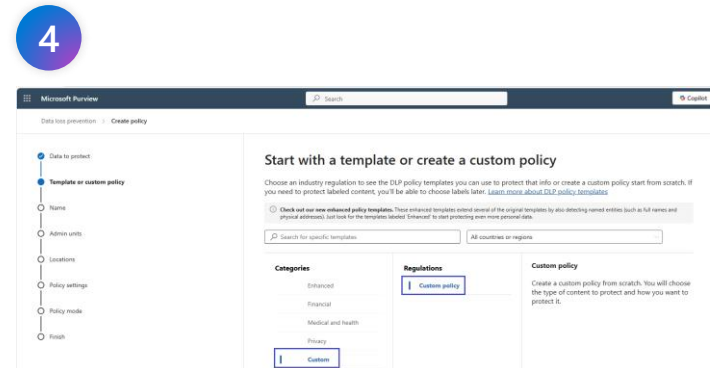 4
Microsoft Purview
Search
Copilot
Data loss prevention > Create policy
Data to protect
Template or custom policy
Name
Admin units
Locations
Policy settings
Policy mode
Finish
Start with a template or create a custom policy
Choose an industry regulation to see the DLP policy templates you can use to protect that info or create a custom policy start from scratch. If
you need to protect labeled content, you'll be able to choose labels later. Learn more about DLP policy templates
Check out our new enhanced policy templates. These enhanced templates extend several of the original templates by also detecting named entities (such as full names and
physical addresses). Just look for the templates labeled 'Enhanced' to start protecting even more personal data.
Search for specific templates
All countries or regions
Categories
Enhanced
Financial
Medical and health
Privacy
Custom
Regulations
Custom policy
Custom policy
Create a custom policy from scratch. You will choose
the type of content to protect and how you want to
protect it.